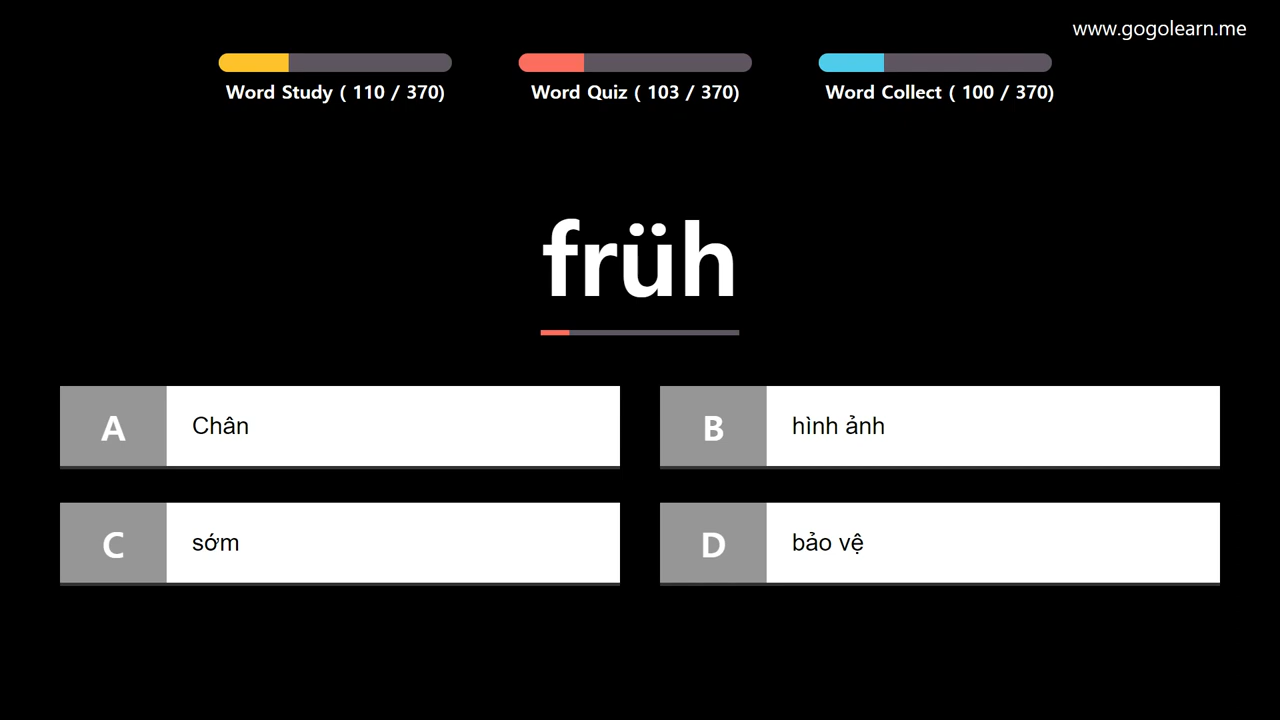 www.gogolearn.me
Word Study ( 110 / 370)
Word Quiz ( 103 / 370)
Word Collect ( 100 / 370)
früh
A Chân
B hình ảnh
C sớm
D bảo vệ